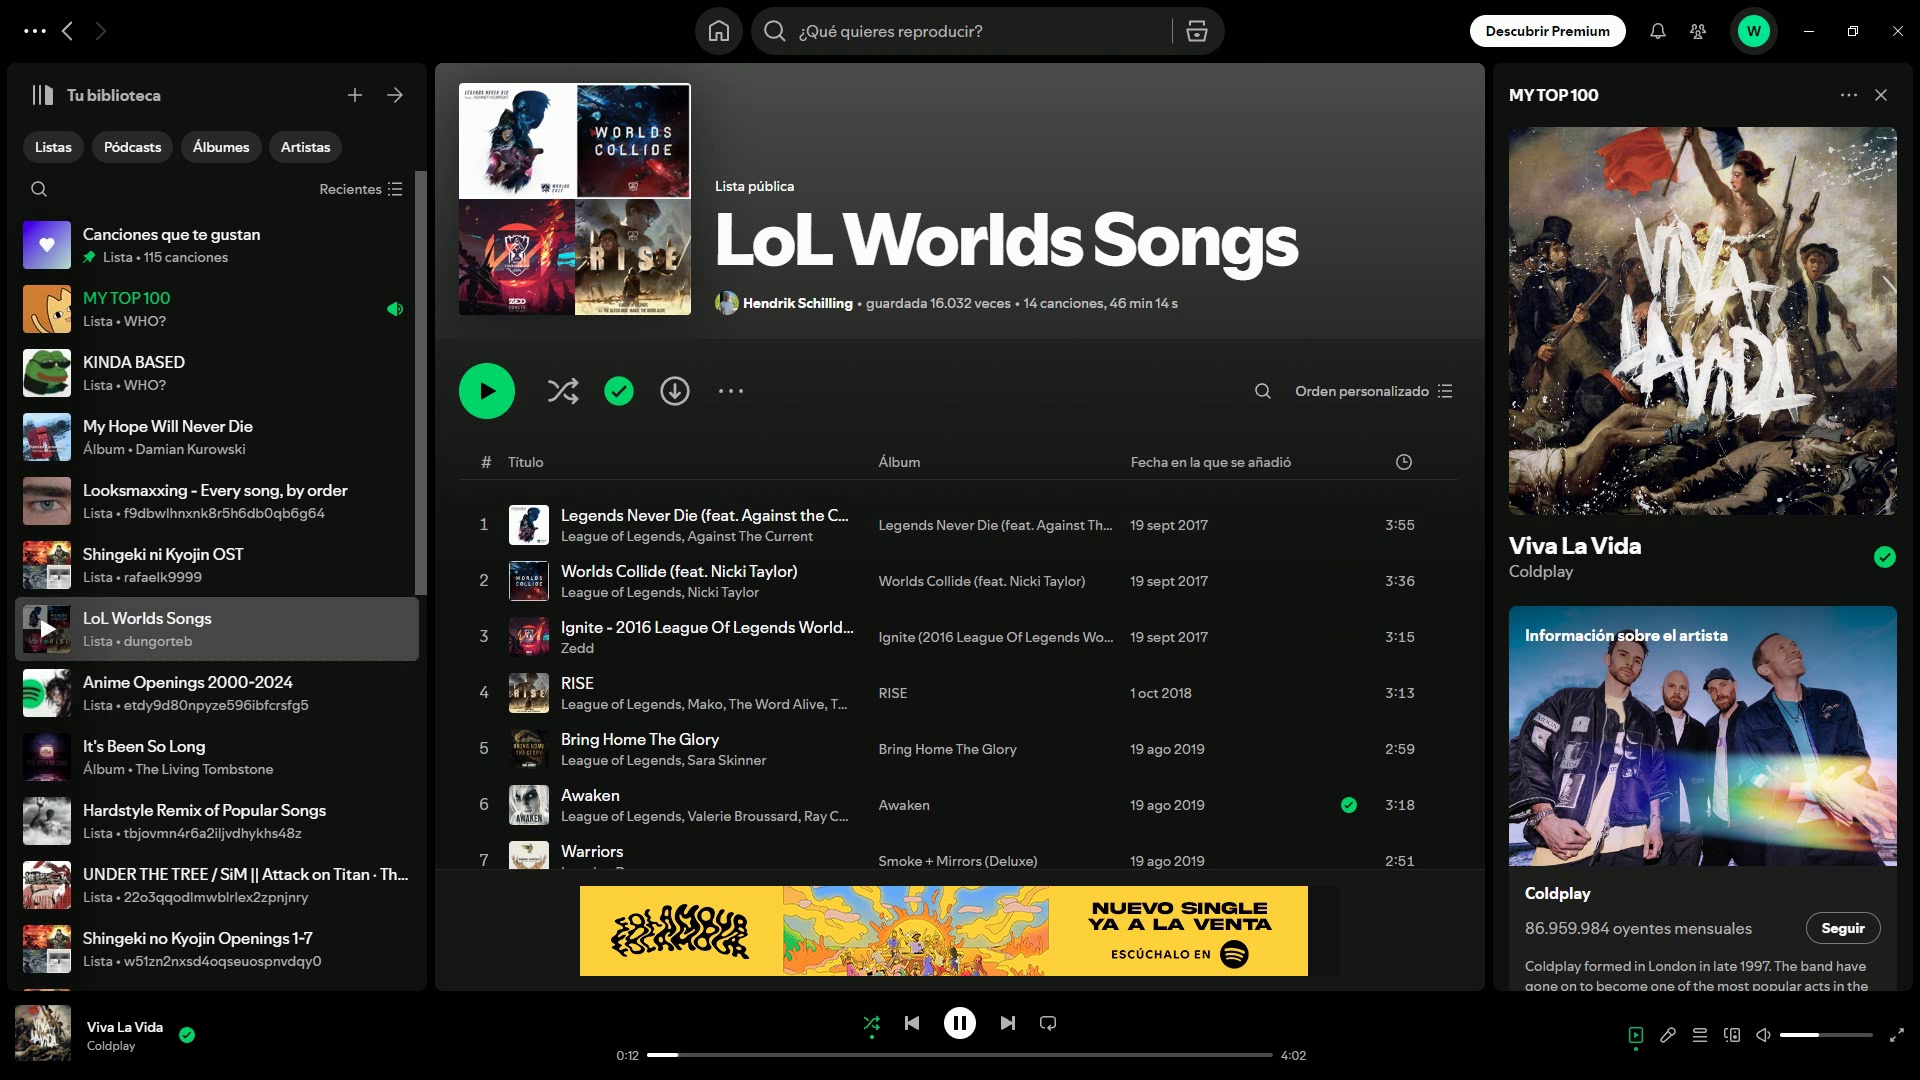 ¿Qué quieres reproducir?
Descubrir Premium
W
Tu biblioteca
Listas
Pódcasts
Álbumes
Artistas
Recientes
Canciones que te gustan
Lista • 115 canciones
MY TOP 100
Lista • WHO?
KINDA BASED
Lista • WHO?
My Hope Will Never Die
Álbum • Damian Kurowski
Looksmaxxing - Every song, by order
Lista • f9dbwlhnxnk8r5h6db0qb6g64
Shingeki ni Kyojin OST
Lista • rafaelk9999
LoL Worlds Songs
Lista • dungorteb
Anime Openings 2000-2024
Lista • etdy9d80npyze596ibfcrsfg5
It's Been So Long
Álbum • The Living Tombstone
Hardstyle Remix of Popular Songs
Lista • tbjovmn4r6a2iljvdhykhs48z
UNDER THE TREE / SiM || Attack on Titan · Th...
Lista • 22o3qqodlmwblrlex2zpnjnry
Shingeki no Kyojin Openings 1-7
Lista • w51zn2nxsd4oqseuospnvdqy0
LEGENDS NEVER DIE
WORLDS
COLLIDE
ZEDD
RISE
Lista pública
LoL Worlds Songs
Hendrik Schilling • guardada 16.032 veces • 14 canciones, 46 min 14 s
Orden personalizado
# Título Álbum Fecha en la que se añadió
1 Legends Never Die (feat. Against the C... Legends Never Die (feat. Against Th... 19 sept 2017 3:55
League of Legends, Against The Current
2 Worlds Collide (feat. Nicki Taylor) Worlds Collide (feat. Nicki Taylor) 19 sept 2017 3:36
League of Legends, Nicki Taylor
3 Ignite - 2016 League Of Legends World... Ignite (2016 League Of Legends Wo... 19 sept 2017 3:15
Zedd
4 RISE RISE 1 oct 2018 3:13
League of Legends, Mako, The Word Alive, T...
5 Bring Home The Glory Bring Home The Glory 19 ago 2019 2:59
League of Legends, Sara Skinner
6 Awaken Awaken 19 ago 2019 3:18
League of Legends, Valerie Broussard, Ray C...
7 Warriors Smoke + Mirrors (Deluxe) 19 ago 2019 2:51
NUEVO SINGLE
YA A LA VENTA
ESCÚCHALO EN
MY TOP 100
VIVA
LA VIDA
Viva La Vida
Coldplay
Información sobre el artista
Coldplay
86.959.984 oyentes mensuales
Seguir
Coldplay formed in London in late 1997. The band have
gone on to become one of the most popular acts in the
Viva La Vida
Coldplay
0:12
4:02